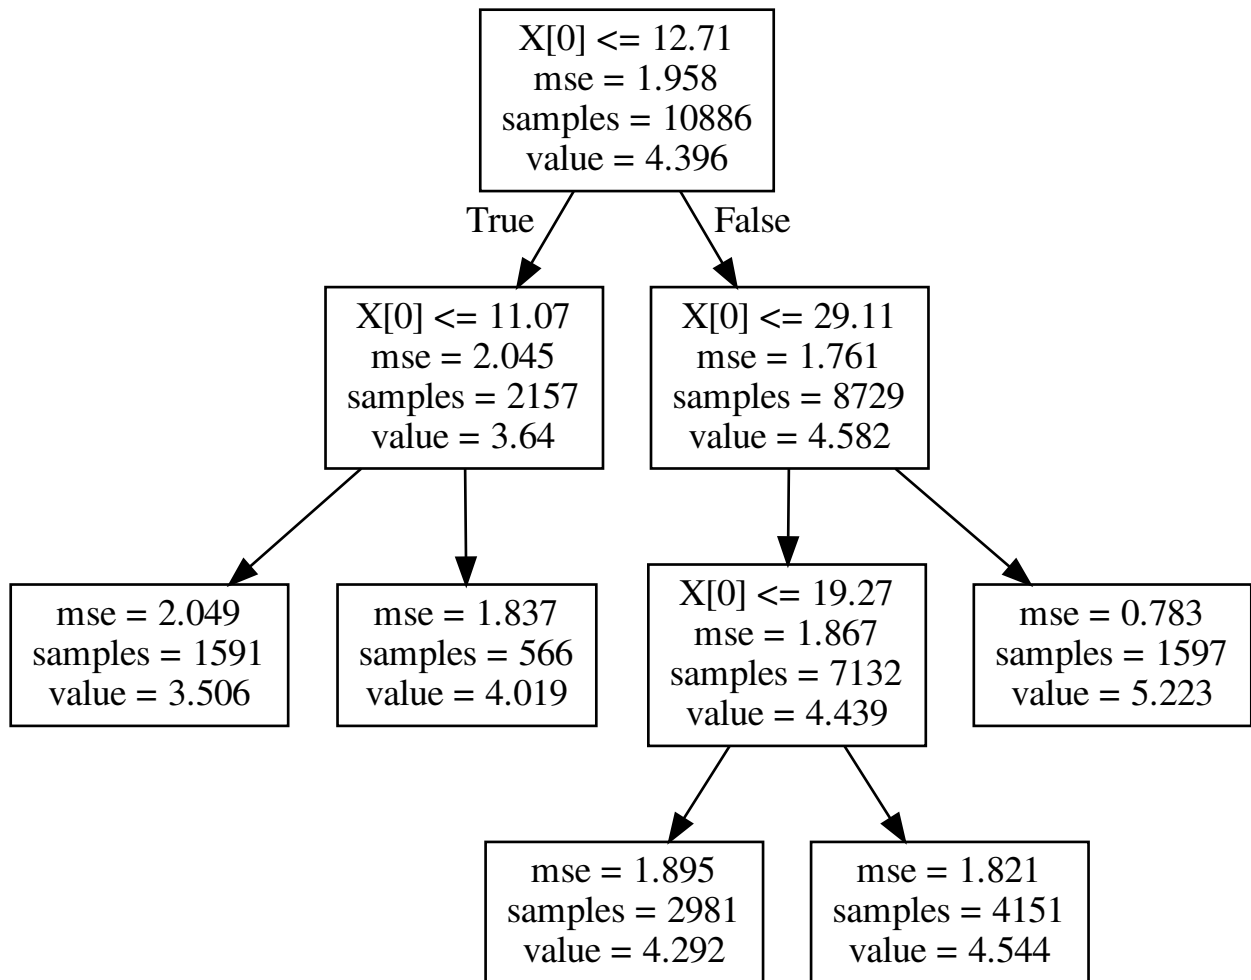 X[0] <= 12.71
mse = 1.958
samples = 10886
value = 4.396
True
False
X[0] <= 11.07
mse = 2.045
samples = 2157
value = 3.64
X[0] <= 29.11
mse = 1.761
samples = 8729
value = 4.582
mse = 2.049
samples = 1591
value = 3.506
mse = 1.837
samples = 566
value = 4.019
X[0] <= 19.27
mse = 1.867
samples = 7132
value = 4.439
mse = 0.783
samples = 1597
value = 5.223
mse = 1.895
samples = 2981
value = 4.292
mse = 1.821
samples = 4151
value = 4.544